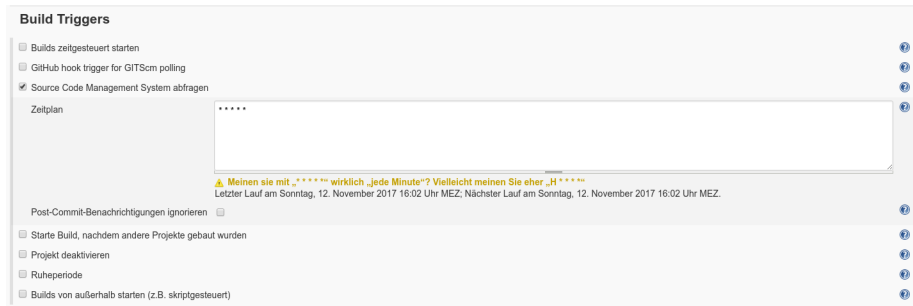 Build Triggers
Builds zeitgesteuert starten
GitHub hook trigger for GITScm polling
Source Code Management System abfragen
Zeitplan
* * * * *
Meinen sie mit „* * * * *“ wirklich „jede Minute“? Vielleicht meinen Sie eher „H * * * *“
Letzter Lauf am Sonntag, 12. November 2017 16:02 Uhr MEZ; Nächster Lauf am Sonntag, 12. November 2017 16:02 Uhr MEZ.
Post-Commit-Benachrichtigungen ignorieren
Starte Build, nachdem andere Projekte gebaut wurden
Projekt deaktivieren
Ruheperiode
Builds von außerhalb starten (z.B. skriptgesteuert)